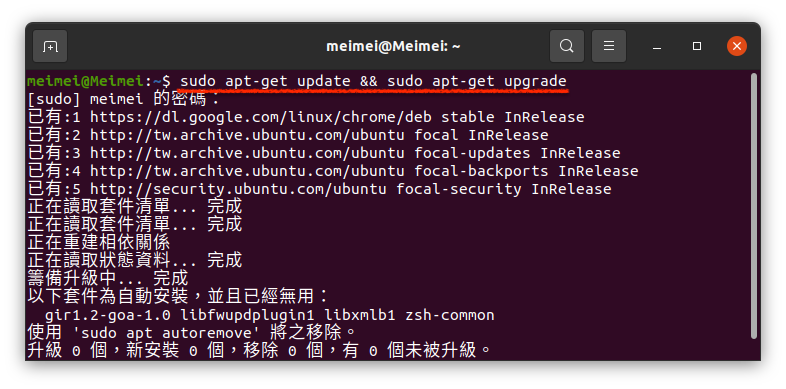 meimei@Meimei: ~
meimei@Meimei:~$ sudo apt-get update && sudo apt-get upgrade
[sudo] meimei 的密碼：
已有:1 https://dl.google.com/linux/chrome/deb stable InRelease
已有:2 http://tw.archive.ubuntu.com/ubuntu focal InRelease
已有:3 http://tw.archive.ubuntu.com/ubuntu focal-updates InRelease
已有:4 http://tw.archive.ubuntu.com/ubuntu focal-backports InRelease
已有:5 http://security.ubuntu.com/ubuntu focal-security InRelease
正在讀取套件清單... 完成
正在讀取套件清單... 完成
正在重建相依關係
正在讀取狀態資料... 完成
籌備升級中... 完成
以下套件為自動安裝，並且已經無用：
  gir1.2-goa-1.0 libfwupdplugin1 libxmlb1 zsh-common
使用 'sudo apt autoremove' 將之移除。
升級 0 個，新安裝 0 個，移除 0 個，有 0 個未被升級。